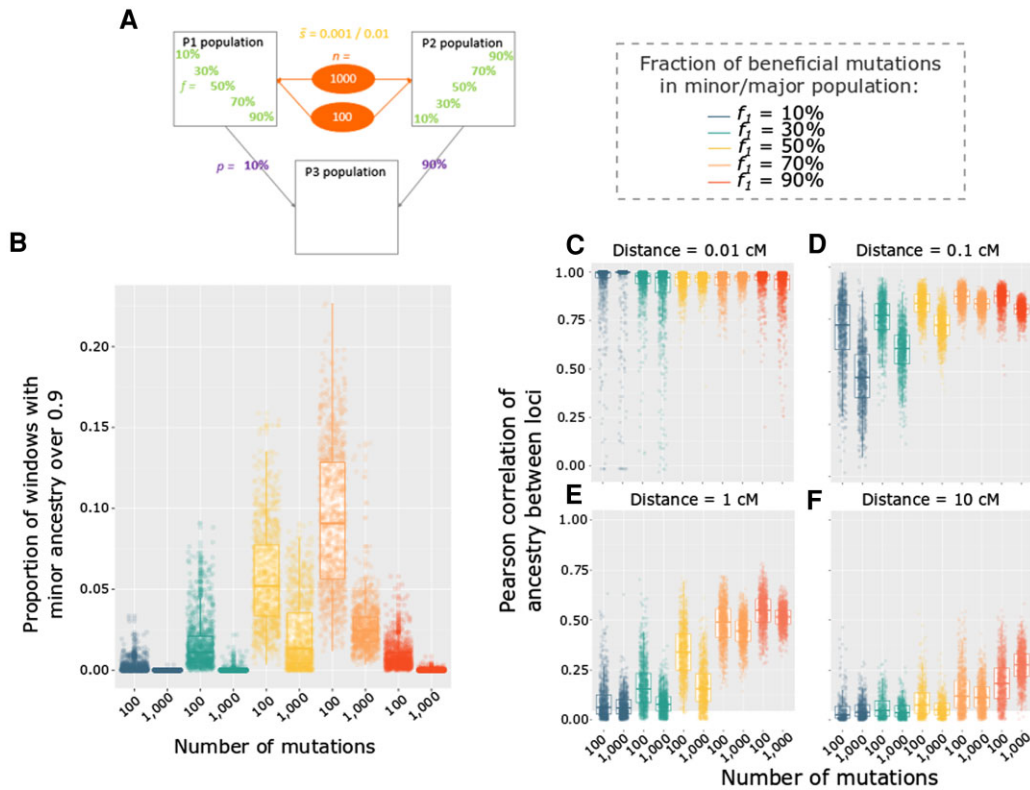 A
P1 population
10%
30%
f = 50%
70%
90%
s̄ = 0.001 / 0.01
n =
1000
100
P2 population
90%
70%
50%
30%
10%
p = 10%
90%
P3 population
Fraction of beneficial mutations
in minor/major population:
f1 = 10%
f1 = 30%
f1 = 50%
f1 = 70%
f1 = 90%
B
Proportion of windows with
minor ancestry over 0.9
0.20
0.15
0.10
0.05
0.00
100 1,000 100 1,000 100 1,000 100 1,000 100 1,000
Number of mutations
Pearson correlation of
ancestry between loci
C
Distance = 0.01 cM
1.00
0.75
0.50
0.25
0.00
D
Distance = 0.1 cM
E
Distance = 1 cM
1.00
0.75
0.50
0.25
0.00
100 1,000 100 1,000 100 1,000 100 1,000 100 1,000
F
Distance = 10 cM
100 1,000 100 1,000 100 1,000 100 1,000 100 1,000
Number of mutations